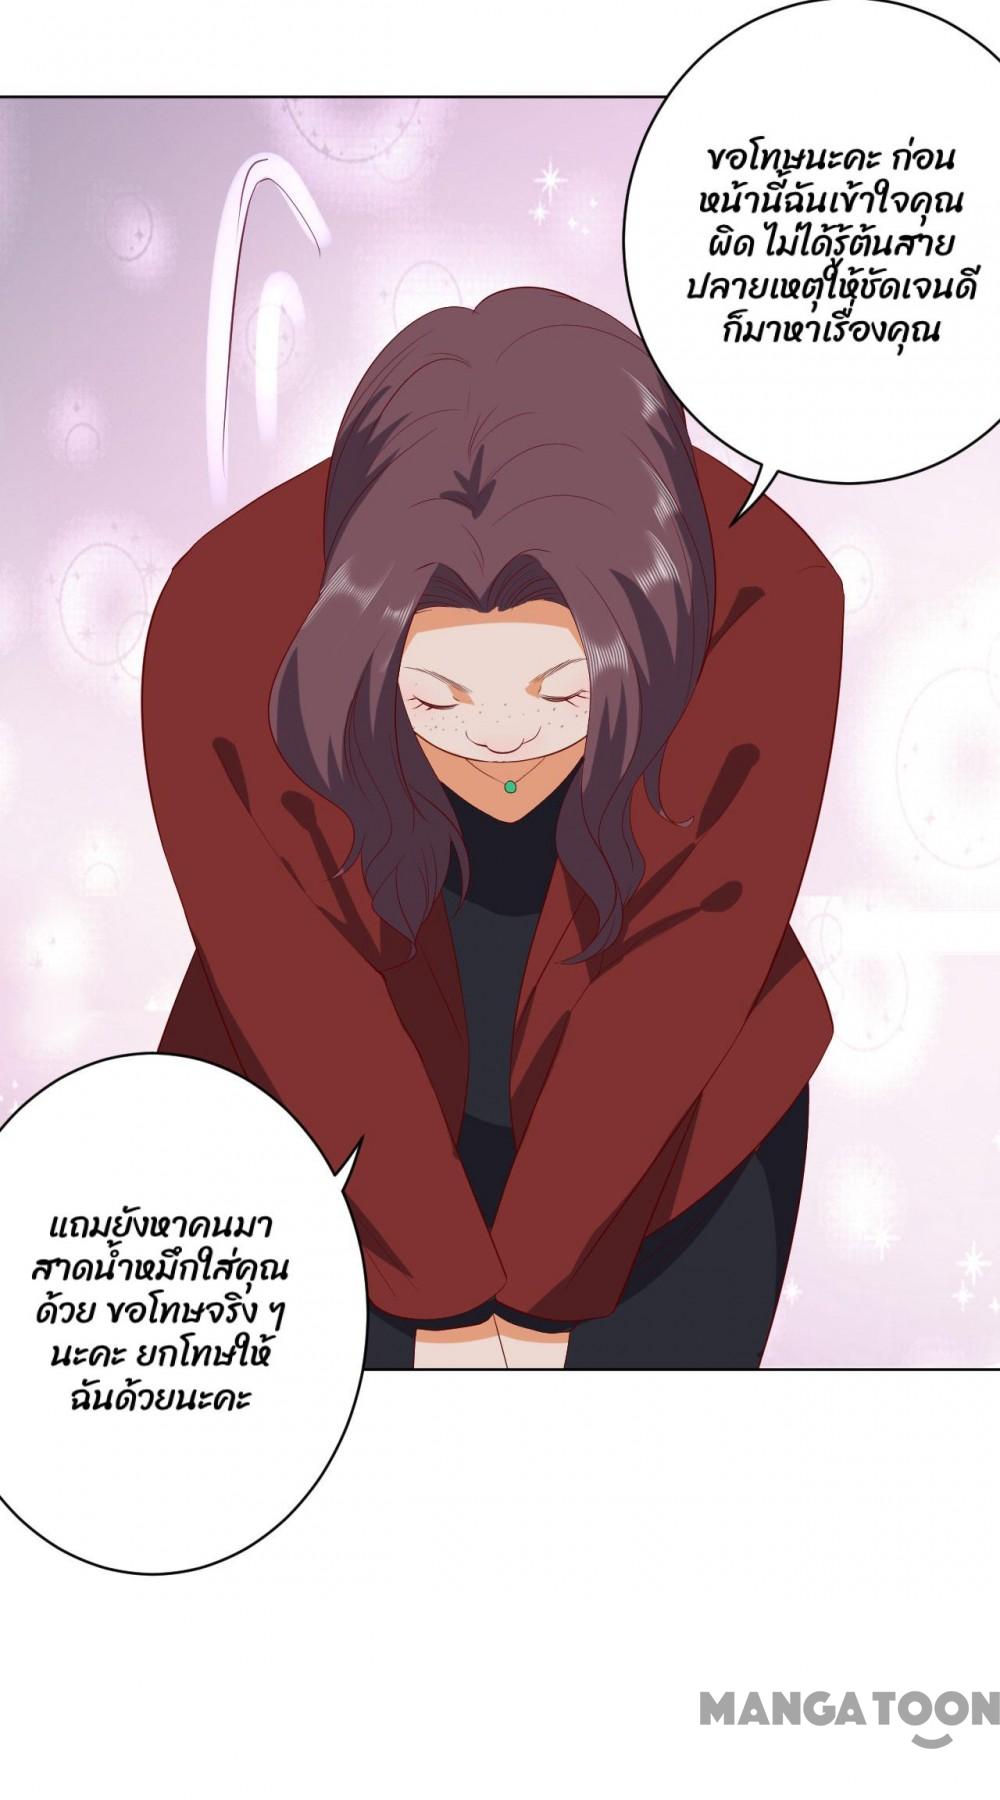 ขอโทษนะคะ ก่อน
หน้านี้ฉันเข้าใจคุณ
ผิด ไม่ได้รู้ต้นสาย
ปลายเหตุให้ชัดเจนดี
ก็มาหาเรื่องคุณ
แถมยังหาคนมา
สาดน้ำหมึกใส่คุณ
ด้วย ขอโทษจริง ๆ
นะคะ ยกโทษให้
ฉันด้วยนะคะ
MANGATOON